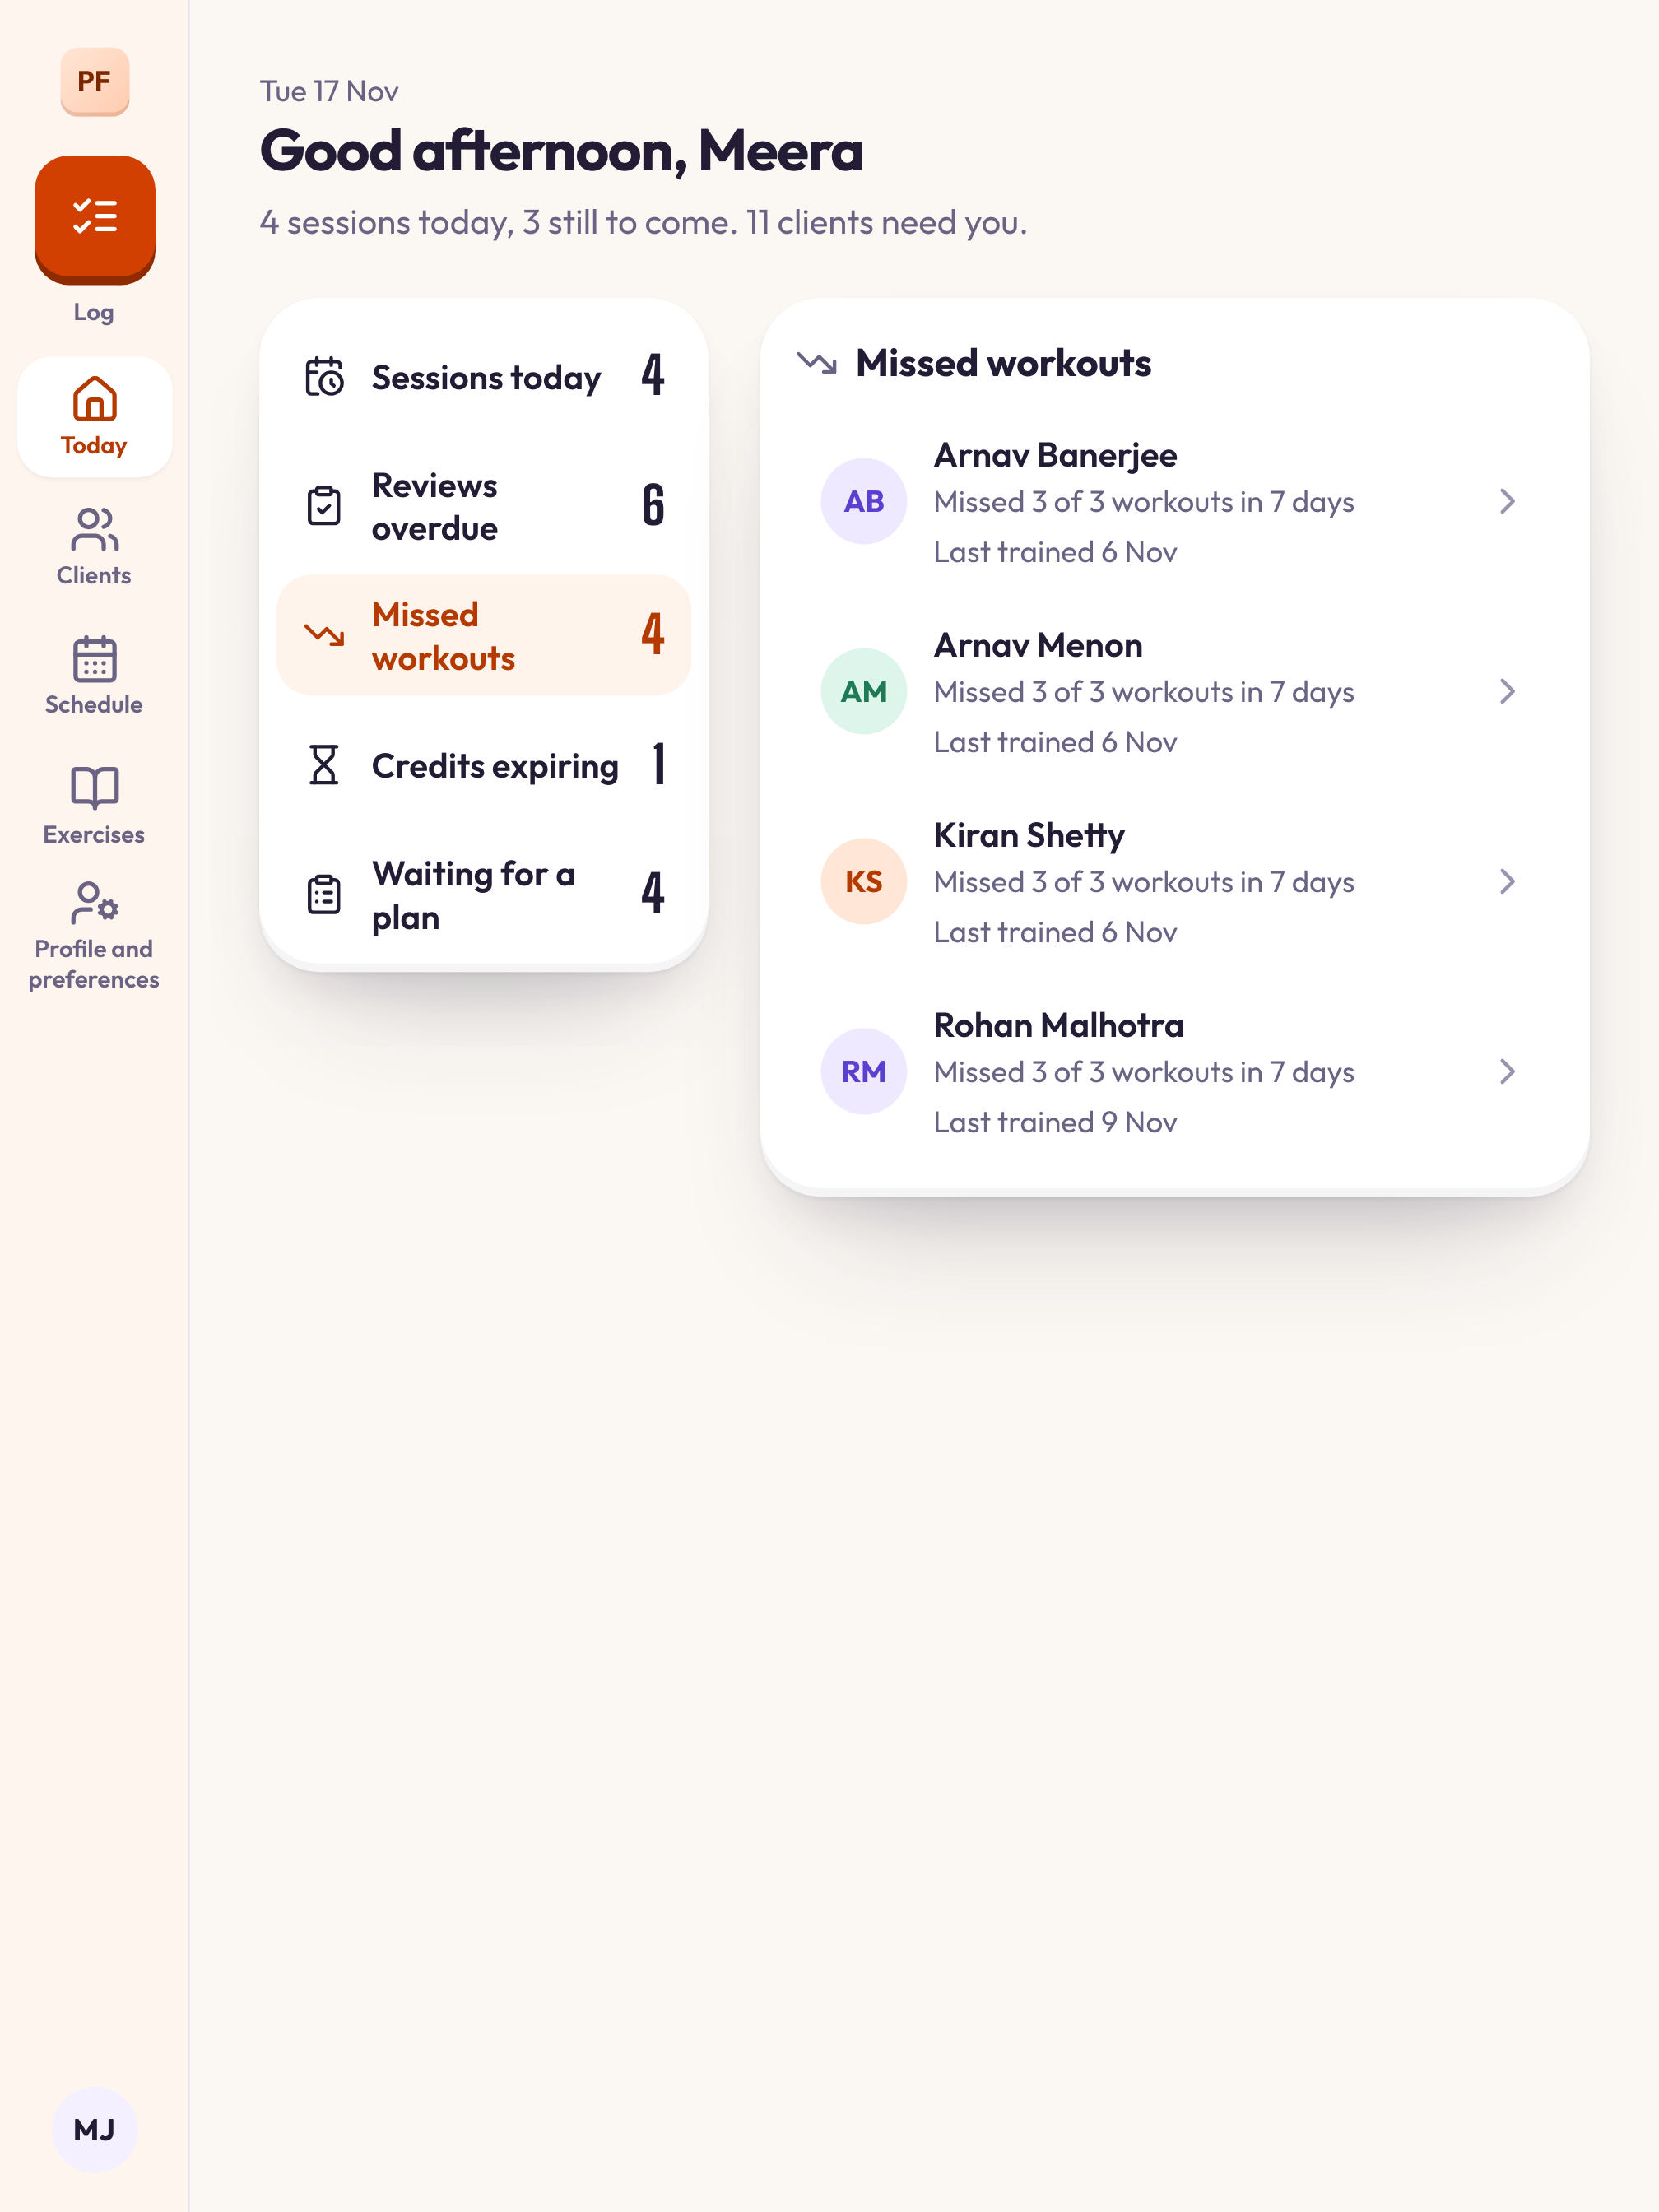 PF
Log
Today
Clients
Schedule
Exercises
Profile and
preferences
MJ
Tue 17 Nov
Good afternoon, Meera
4 sessions today, 3 still to come. 11 clients need you.
Sessions today 4
Reviews
overdue
6
Missed
workouts
4
Credits expiring 1
Waiting for a
plan
4
Missed workouts
AB
Arnav Banerjee
Missed 3 of 3 workouts in 7 days
Last trained 6 Nov
AM
Arnav Menon
Missed 3 of 3 workouts in 7 days
Last trained 6 Nov
KS
Kiran Shetty
Missed 3 of 3 workouts in 7 days
Last trained 6 Nov
RM
Rohan Malhotra
Missed 3 of 3 workouts in 7 days
Last trained 9 Nov